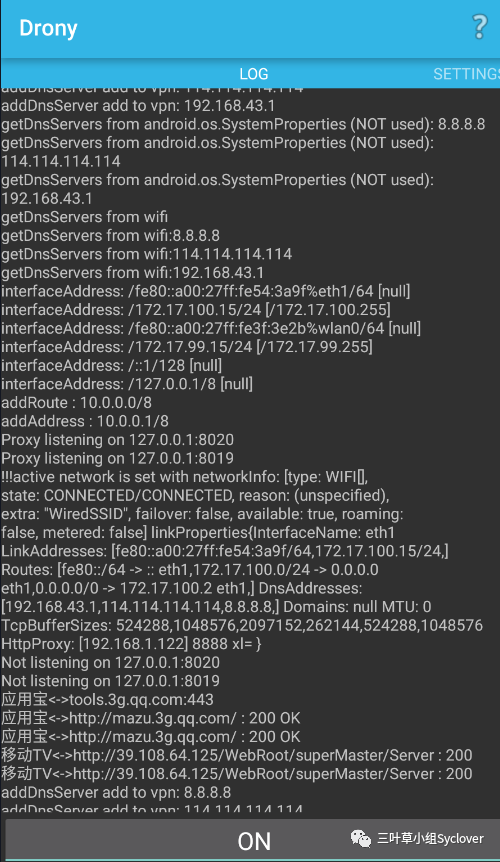 Drony
?
LOG
SETTINGS
addDnsServer add to vpn: 114.114.114.114
addDnsServer add to vpn: 192.168.43.1
getDnsServers from android.os.SystemProperties (NOT used): 8.8.8.8
getDnsServers from android.os.SystemProperties (NOT used):
114.114.114.114
getDnsServers from android.os.SystemProperties (NOT used):
192.168.43.1
getDnsServers from wifi
getDnsServers from wifi:8.8.8.8
getDnsServers from wifi:114.114.114.114
getDnsServers from wifi:192.168.43.1
interfaceAddress: /fe80::a00:27ff:fe54:3a9f%eth1/64 [null]
interfaceAddress: /172.17.100.15/24 [/172.17.100.255]
interfaceAddress: /fe80::a00:27ff:fe3f:3e2b%wlan0/64 [null]
interfaceAddress: /172.17.99.15/24 [/172.17.99.255]
interfaceAddress: /::1/128 [null]
interfaceAddress: /127.0.0.1/8 [null]
addRoute : 10.0.0.0/8
addAddress : 10.0.0.1/8
Proxy listening on 127.0.0.1:8020
Proxy listening on 127.0.0.1:8019
!!!active network is set with networkInfo: [type: WIFI[],
state: CONNECTED/CONNECTED, reason: (unspecified),
extra: "WiredSSID", failover: false, available: true, roaming:
false, metered: false] linkProperties{InterfaceName: eth1
LinkAddresses: [fe80::a00:27ff:fe54:3a9f/64,172.17.100.15/24,]
Routes: [fe80::/64 -> :: eth1,172.17.100.0/24 -> 0.0.0.0
eth1,0.0.0.0/0 -> 172.17.100.2 eth1,] DnsAddresses:
[192.168.43.1,114.114.114.114,8.8.8.8,] Domains: null MTU: 0
TcpBufferSizes: 524288,1048576,2097152,262144,524288,1048576
HttpProxy: [192.168.1.122] 8888 xl= }
Not listening on 127.0.0.1:8020
Not listening on 127.0.0.1:8019
应用宝<->tools.3g.qq.com:443
应用宝<->http://mazu.3g.qq.com/ : 200 OK
应用宝<->http://mazu.3g.qq.com/ : 200 OK
移动TV<->http://39.108.64.125/WebRoot/superMaster/Server : 200
移动TV<->http://39.108.64.125/WebRoot/superMaster/Server : 200
addDnsServer add to vpn: 8.8.8.8
addDnsServer add to vpn: 114.114.114.114
ON
三叶草小组Syclover